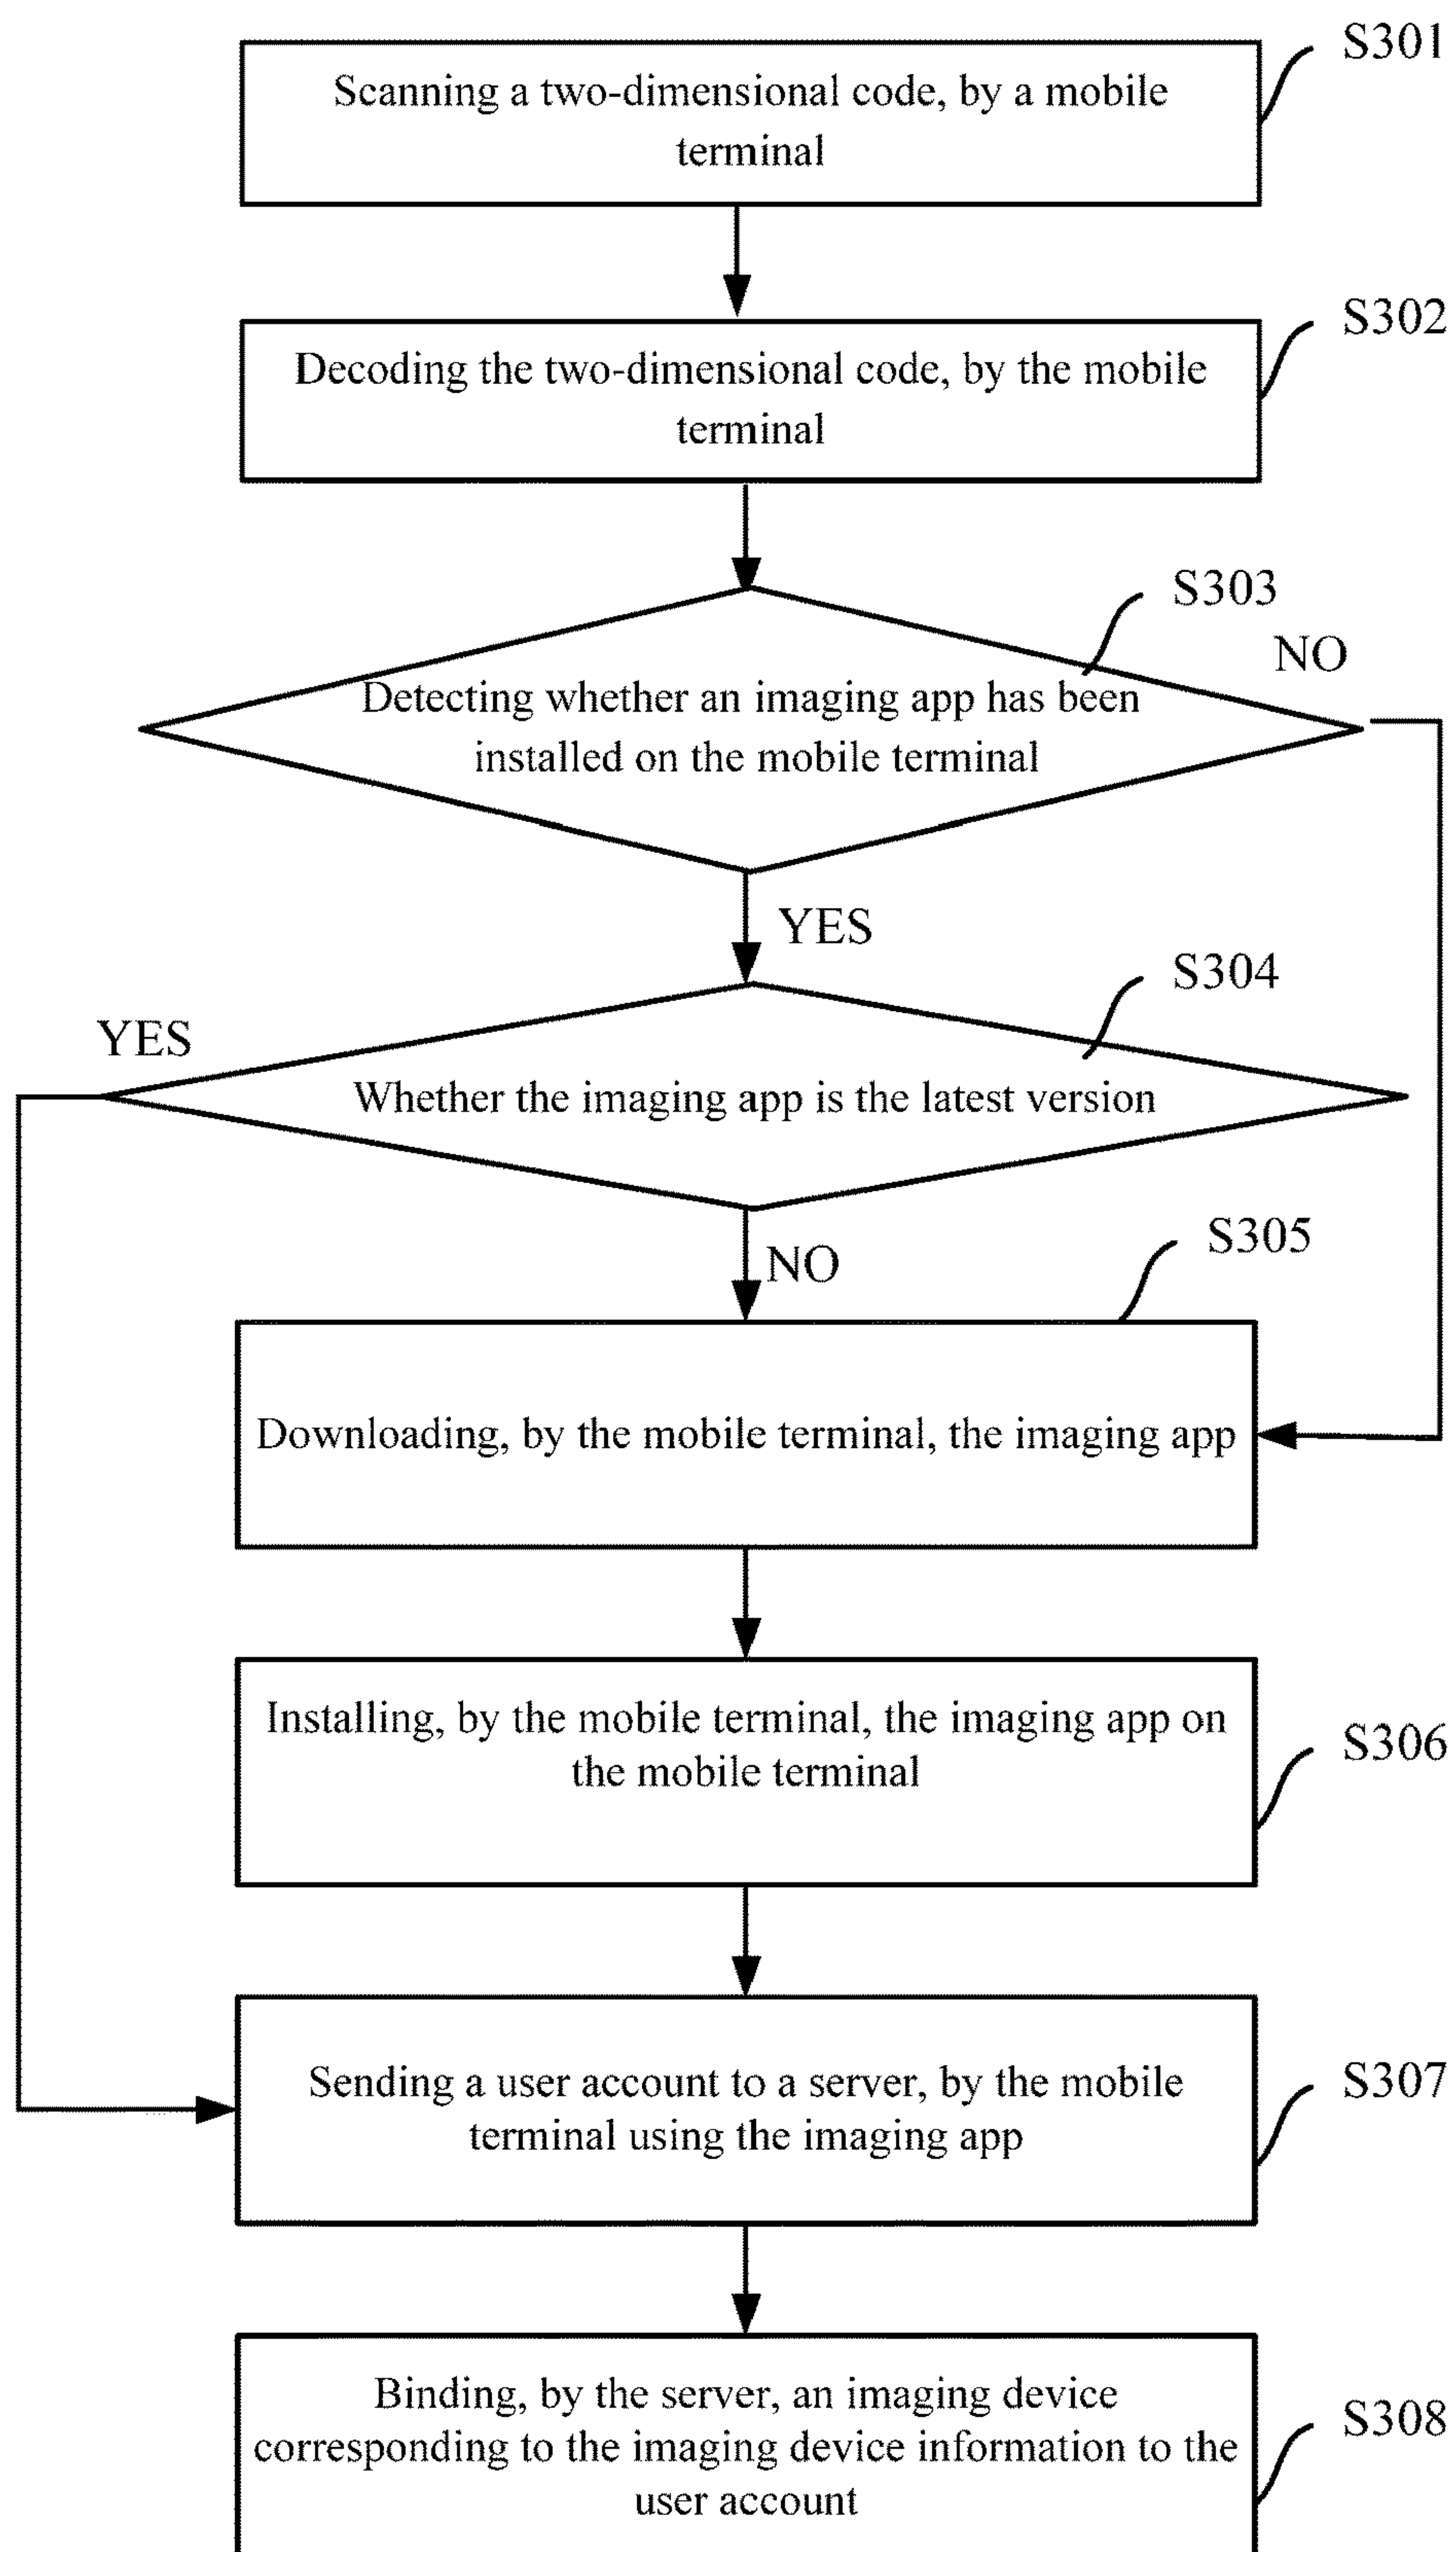 S301
Scanning a two-dimensional code, by a mobile
terminal
S302
Decoding the two-dimensional code, by the mobile
terminal
S303
NO
Detecting whether an imaging app has been
installed on the mobile terminal
YES
S304
YES
Whether the imaging app is the latest version
S305
NO
Downloading, by the mobile terminal, the imaging app
Installing, by the mobile terminal, the imaging app on
the mobile terminal
S306
Sending a user account to a server, by the mobile
terminal using the imaging app
S307
Binding, by the server, an imaging device
corresponding to the imaging device information to the
user account
S308